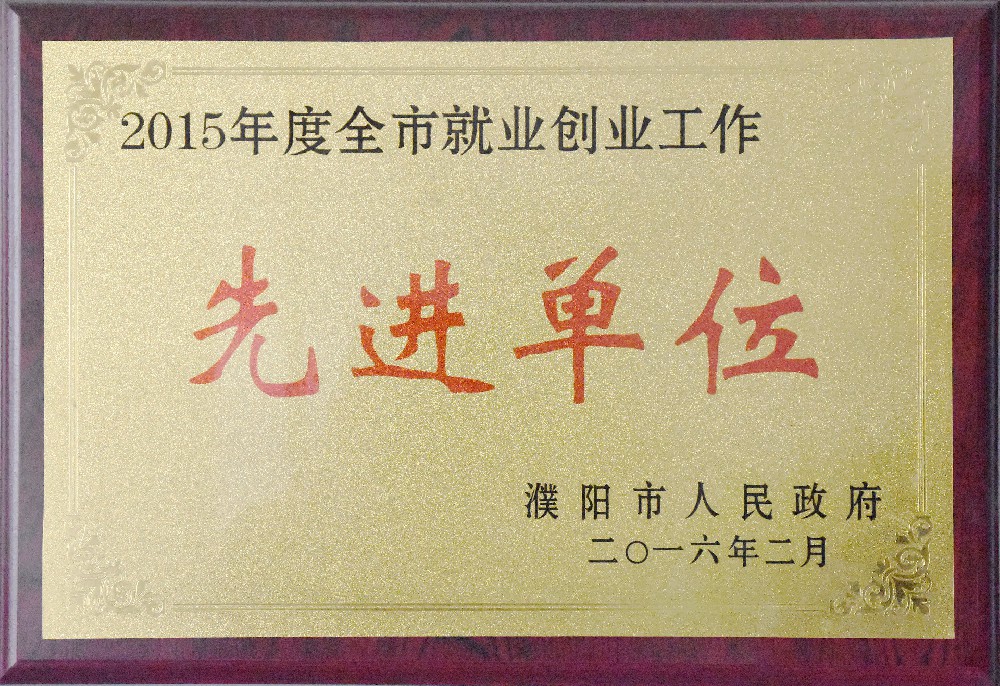 2015年度全市就业创业工作
先进单位
濮阳市人民政府
二〇一六年二月